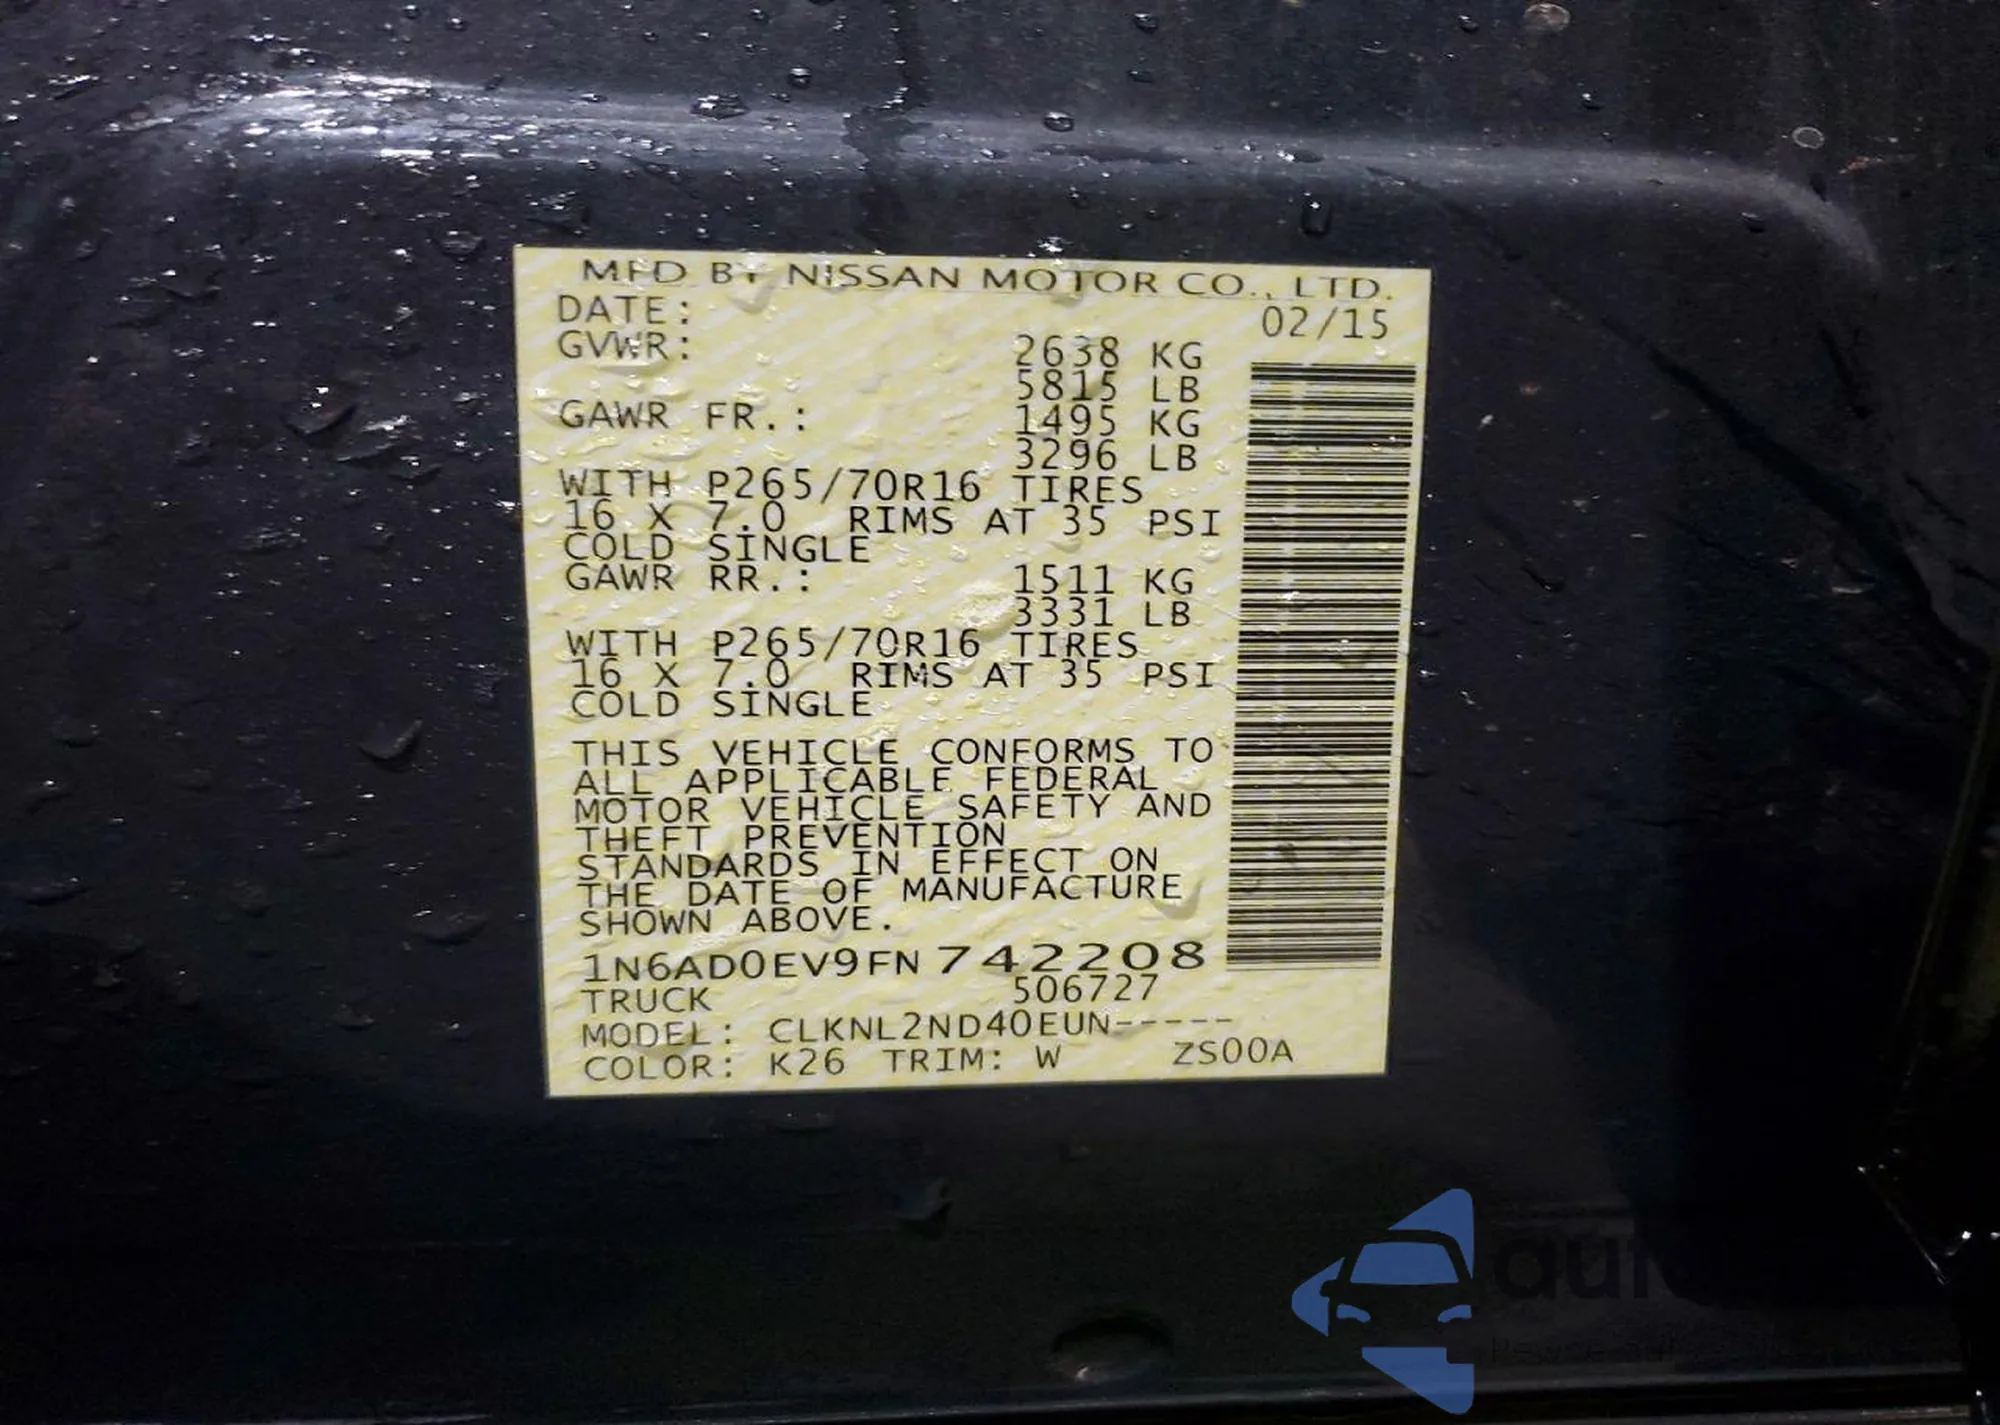 MFD BY NISSAN MOTOR CO., LTD.
DATE: 02/15
GVWR: 2638 KG
5815 LB
GAWR FR.: 1495 KG
3296 LB
WITH P265/70R16 TIRES
16 X 7.0 RIMS AT 35 PSI
COLD SINGLE
GAWR RR.: 1511 KG
3331 LB
WITH P265/70R16 TIRES
16 X 7.0 RIMS AT 35 PSI
COLD SINGLE
THIS VEHICLE CONFORMS TO
ALL APPLICABLE FEDERAL
MOTOR VEHICLE SAFETY AND
THEFT PREVENTION
STANDARDS IN EFFECT ON
THE DATE OF MANUFACTURE
SHOWN ABOVE.
1N6AD0EV9FN742208
TRUCK 506727
MODEL: CLKNL2ND40EUN-----
COLOR: K26 TRIM: W ZS00A